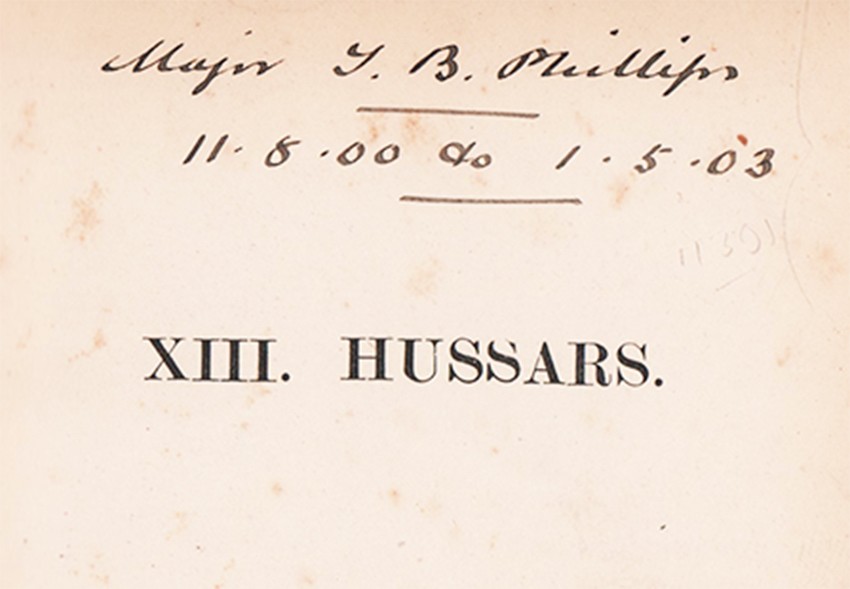 Major T. B. Phillips
11. 8 .00 to 1 . 5 .03
XIII. HUSSARS.